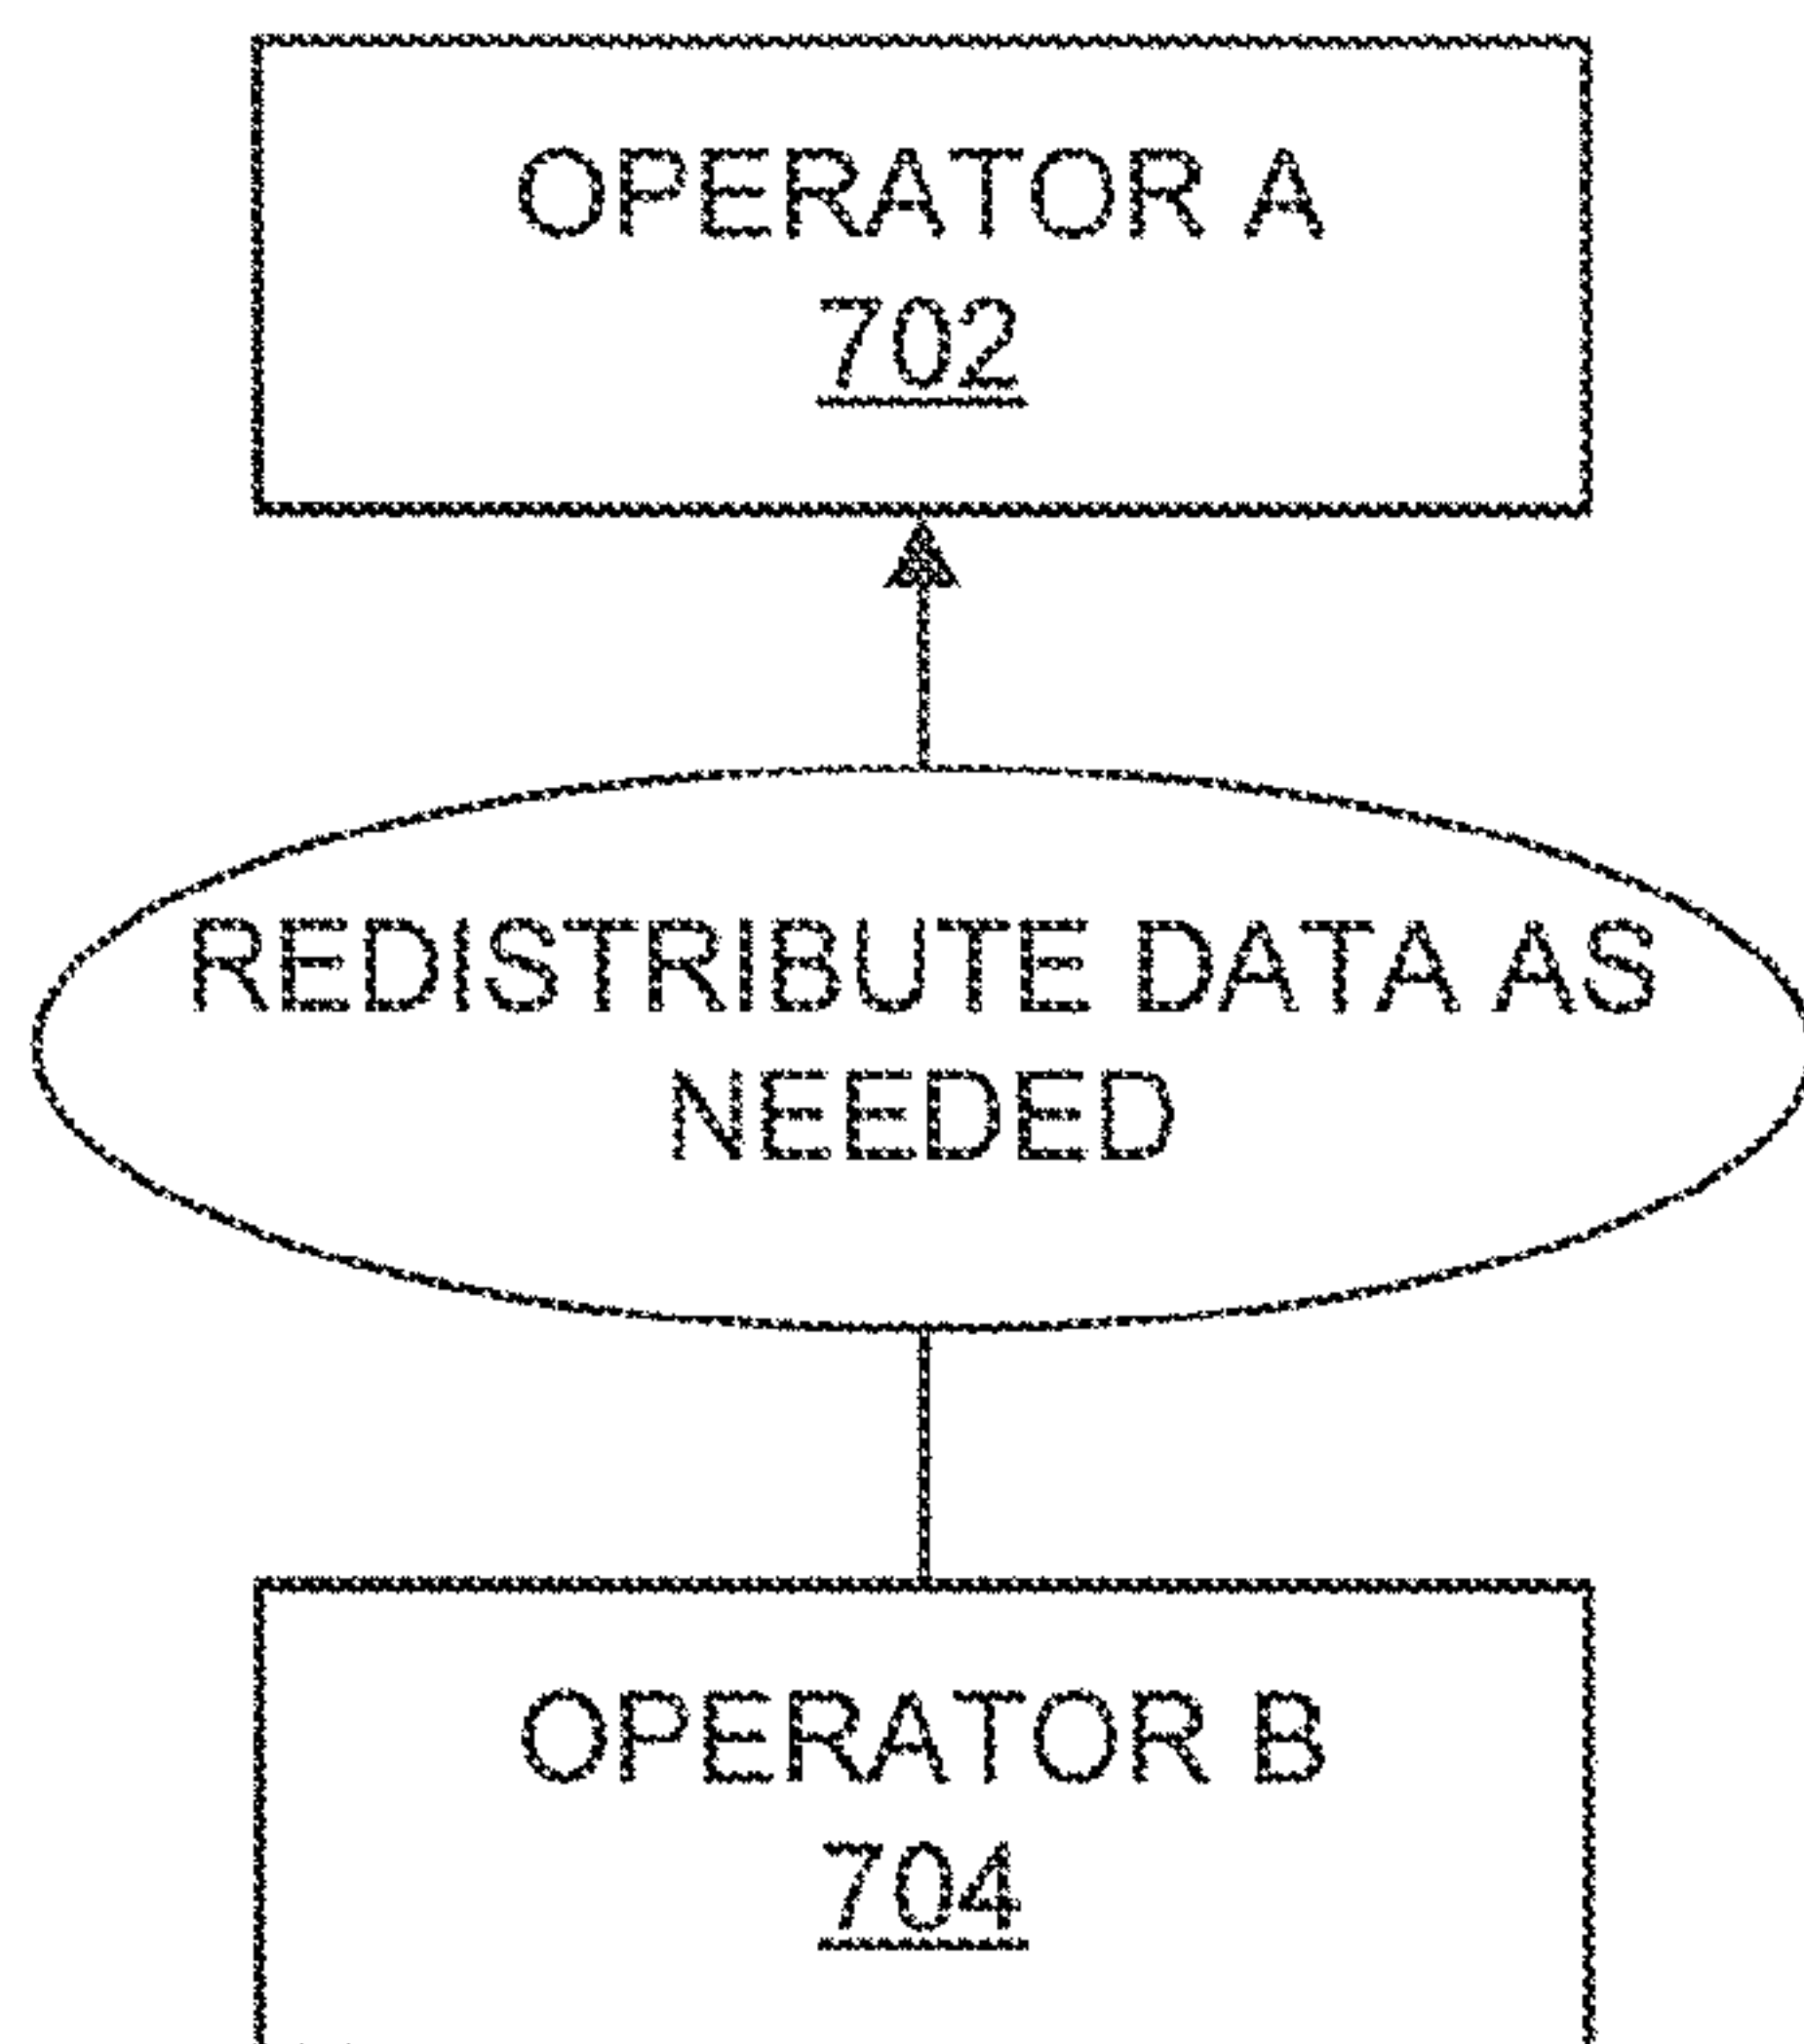 OPERATOR A
702
REDISTRIBUTE DATA AS
NEEDED
OPERATOR B
704